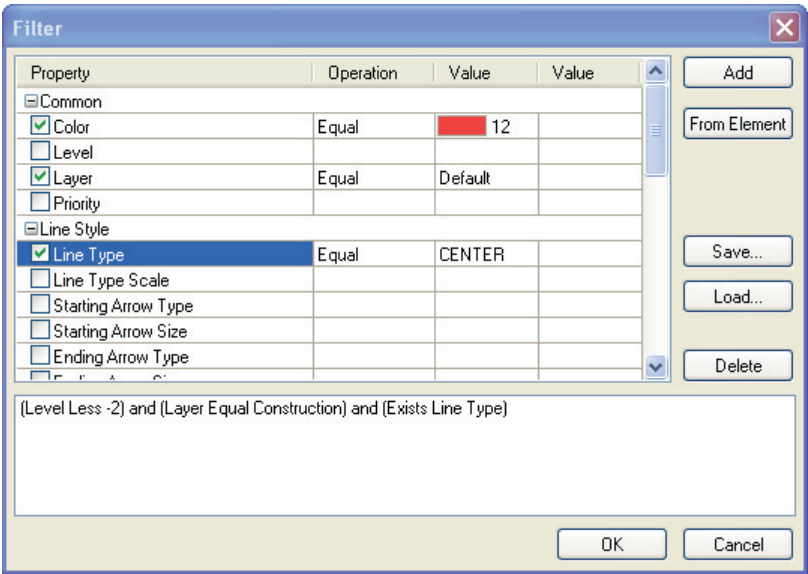 Filter
Property Operation Value Value
Common
Color Equal 12
Level
Layer Equal Default
Priority
Line Style
Line Type Equal CENTER
Line Type Scale
Starting Arrow Type
Starting Arrow Size
Ending Arrow Type
Add
From Element
Save...
Load...
Delete
(Level Less -2) and (Layer Equal Construction) and (Exists Line Type)
OK Cancel